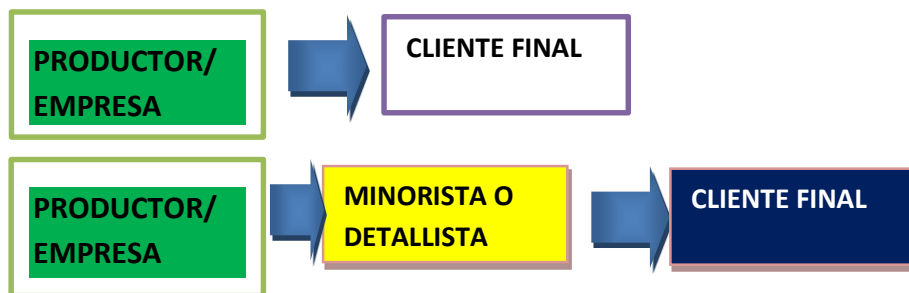 PRODUCTOR/
EMPRESA
CLIENTE FINAL
PRODUCTOR/
EMPRESA
MINORISTA O
DETALLISTA
CLIENTE FINAL